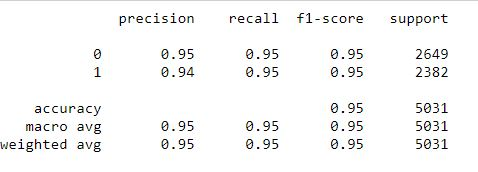 precision recall f1-score support
0 0.95 0.95 0.95 2649
1 0.94 0.95 0.95 2382
accuracy 0.95 5031
macro avg 0.95 0.95 0.95 5031
weighted avg 0.95 0.95 0.95 5031